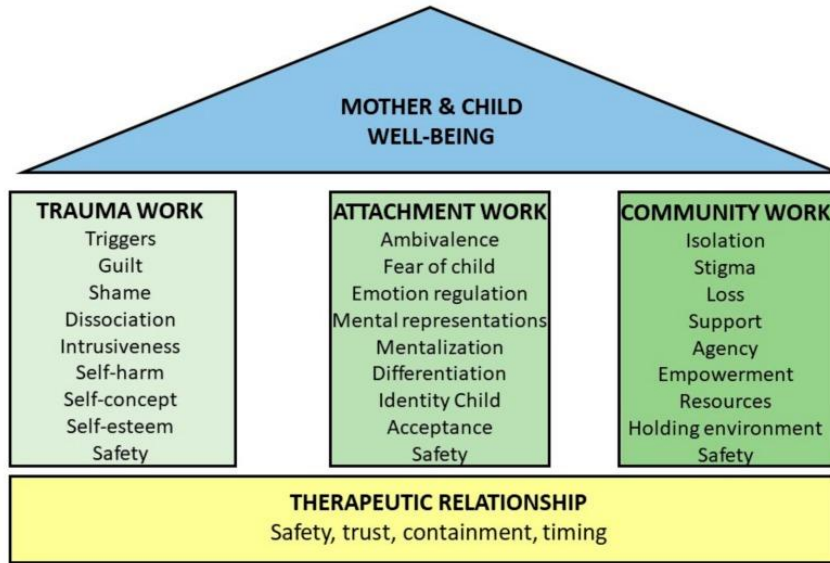 MOTHER & CHILD
WELL-BEING
TRAUMA WORK
Triggers
Guilt
Shame
Dissociation
Intrusiveness
Self-harm
Self-concept
Self-esteem
Safety
ATTACHMENT WORK
Ambivalence
Fear of child
Emotion regulation
Mental representations
Mentalization
Differentiation
Identity Child
Acceptance
Safety
COMMUNITY WORK
Isolation
Stigma
Loss
Support
Agency
Empowerment
Resources
Holding environment
Safety
THERAPEUTIC RELATIONSHIP
Safety, trust, containment, timing